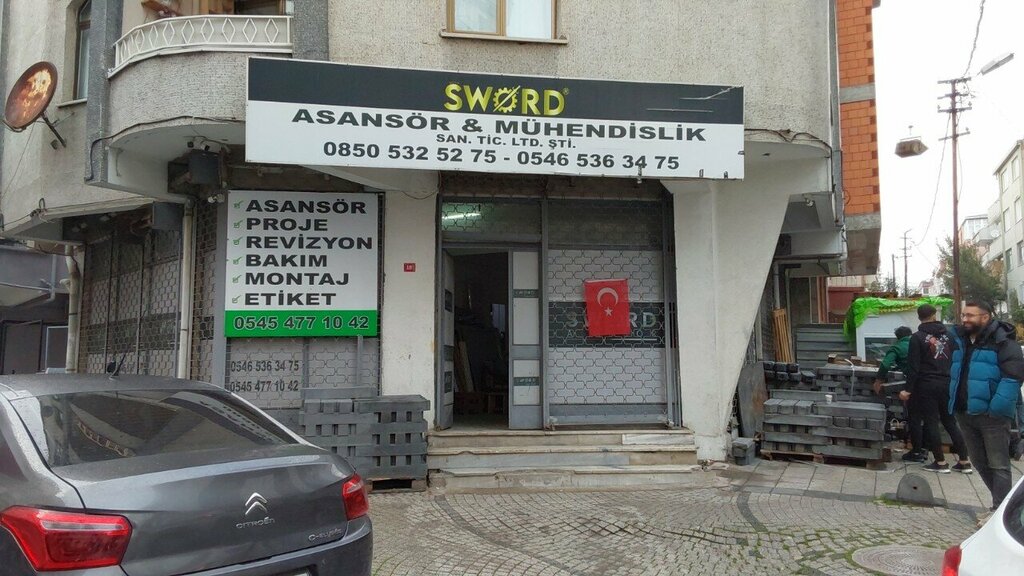 SWORD®
ASANSÖR & MÜHENDİSLİK
SAN. TİC. LTD. ŞTİ.
0850 532 52 75 - 0546 536 34 75
ASANSÖR
PROJE
REVİZYON
BAKIM
MONTAJ
ETİKET
0545 477 10 42
0546 536 34 75
0545 477 10 42
SWORD
CITROËN